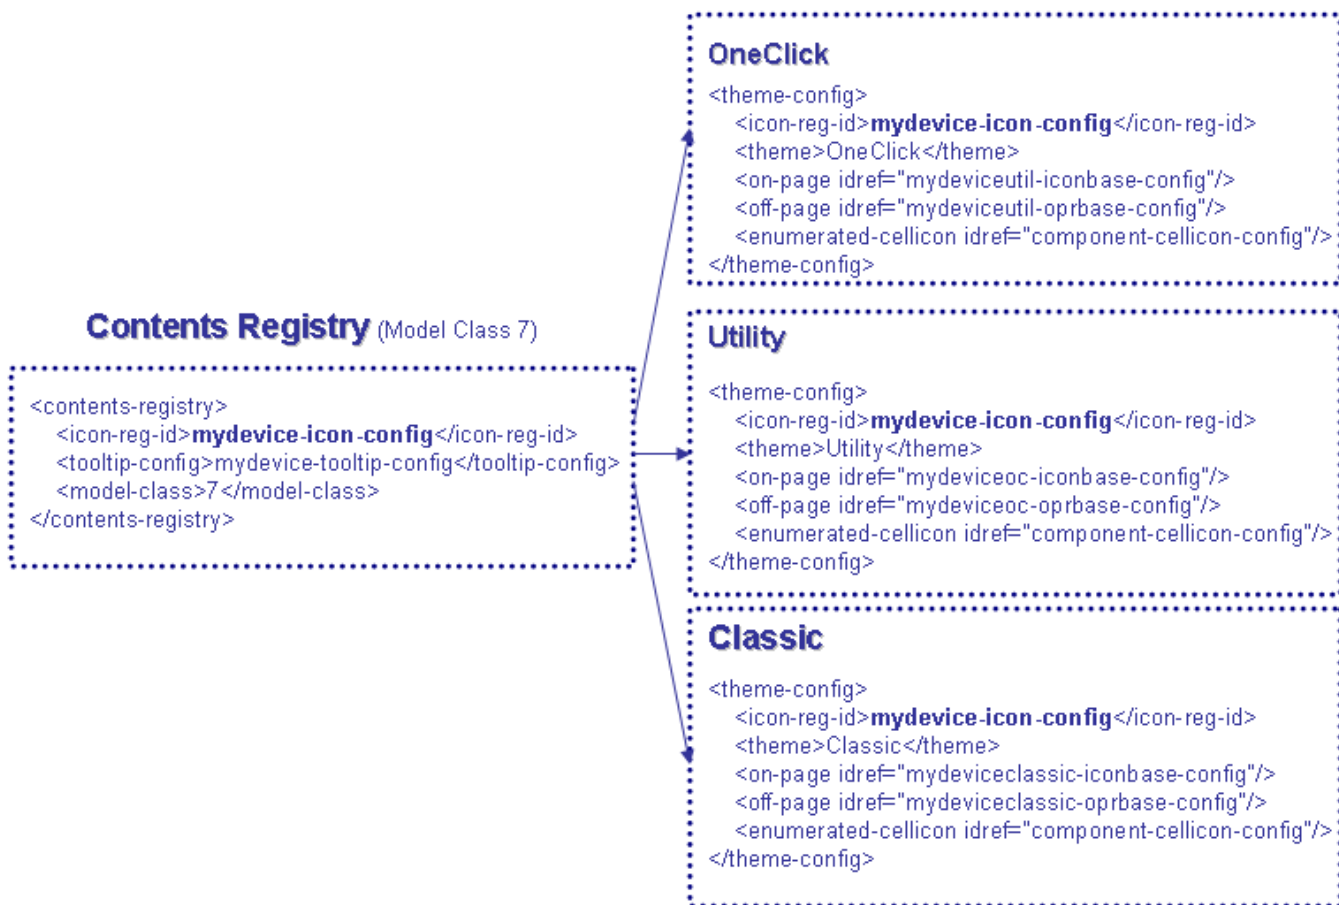 Contents Registry (Model Class 7)
<contents-registry>
<icon-reg-id>mydevice-icon-config</icon-reg-id>
<tooltip-config>mydevice-tooltip-config</tooltip-config>
<model-class>7</model-class>
</contents-registry>
OneClick
<theme-config>
<icon-reg-id>mydevice-icon-config</icon-reg-id>
<theme>OneClick</theme>
<on-page idref="mydeviceutil-iconbase-config"/>
<off-page idref="mydeviceutil-oprbase-config"/>
<enumerated-cellicon idref="component-cellicon-config"/>
</theme-config>
Utility
<theme-config>
<icon-reg-id>mydevice-icon-config</icon-reg-id>
<theme>Utility</theme>
<on-page idref="mydeviceoc-iconbase-config"/>
<off-page idref="mydeviceoc-oprbase-config"/>
<enumerated-cellicon idref="component-cellicon-config"/>
</theme-config>
Classic
<theme-config>
<icon-reg-id>mydevice-icon-config</icon-reg-id>
<theme>Classic</theme>
<on-page idref="mydeviceclassic-iconbase-config"/>
<off-page idref="mydeviceclassic-oprbase-config"/>
<enumerated-cellicon idref="component-cellicon-config"/>
</theme-config>